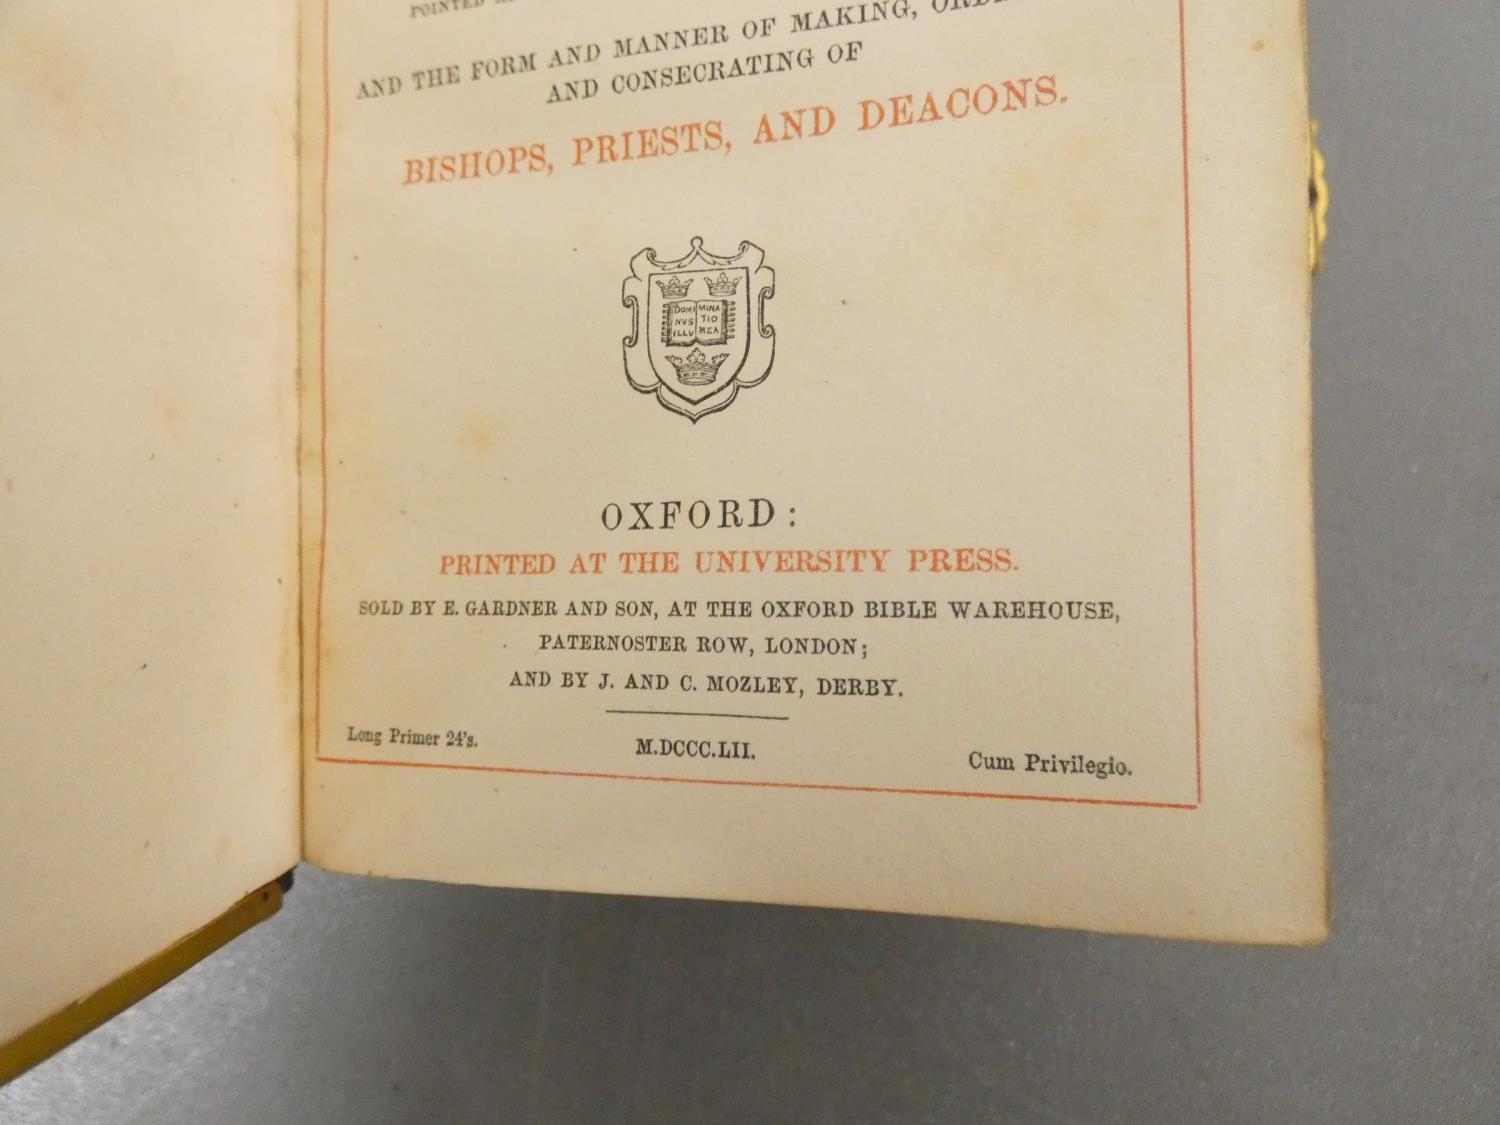 POINTED
AND THE FORM AND MANNER OF MAKING,
AND CONSECRATING OF
BISHOPS, PRIESTS, AND DEACONS.
DOMI MINA
NVS TIO
ILLV MEA
OXFORD:
PRINTED AT THE UNIVERSITY PRESS.
SOLD BY E. GARDNER AND SON, AT THE OXFORD BIBLE WAREHOUSE,
PATERNOSTER ROW, LONDON;
AND BY J. AND C. MOZLEY, DERBY.
Long Primer 24's. M.DCCC.LII. Cum Privilegio.